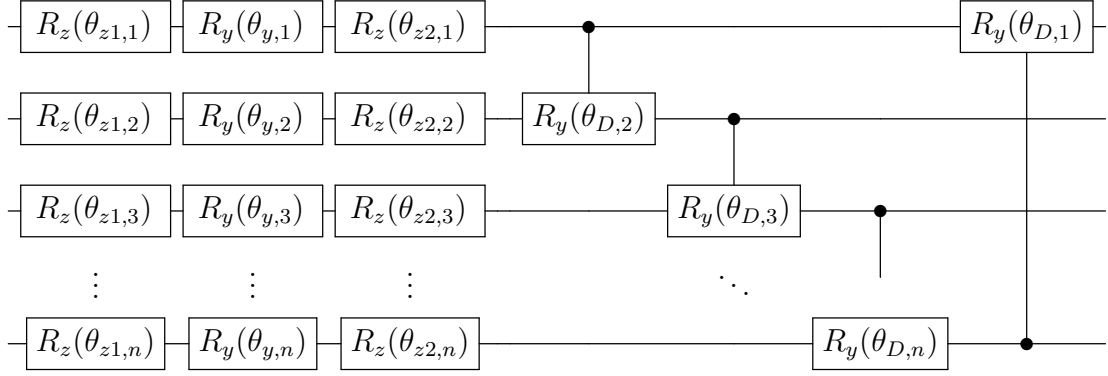 R_z(θ_{z1,1}) R_y(θ_{y,1}) R_z(θ_{z2,1}) R_y(θ_{D,1})
R_z(θ_{z1,2}) R_y(θ_{y,2}) R_z(θ_{z2,2}) R_y(θ_{D,2})
R_z(θ_{z1,3}) R_y(θ_{y,3}) R_z(θ_{z2,3}) R_y(θ_{D,3})
⋮ ⋮ ⋮ ⋱
R_z(θ_{z1,n}) R_y(θ_{y,n}) R_z(θ_{z2,n}) R_y(θ_{D,n})